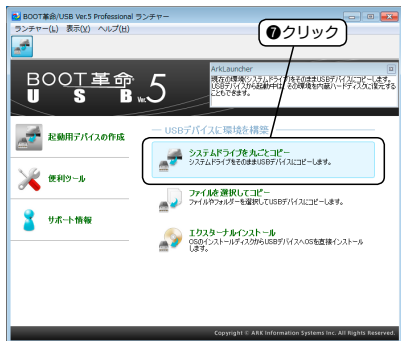 BOOT革命/USB Ver.5 Professional ランチャー
ランチャー(L) 表示(V) ヘルプ(H)
❼クリック
BOOT革命
USB Ver.5
ArkLauncher
現在の環境(システムドライブ)をそのままUSBデバイスにコピーします。
USBデバイスから起動中は、その環境を内蔵ハードディスクに復元する
こともできます。
起動用デバイスの作成
便利ツール
サポート情報
USBデバイスに環境を構築
システムドライブを丸ごとコピー
システムドライブをそのままUSBデバイスにコピーします。
ファイルを選択してコピー
ファイルやフォルダーを選択してUSBデバイスにコピーします。
エクスターナルインストール
OSのインストールディスクからUSBデバイスへOSを直接インストール
します。
Copyright © ARK Information Systems Inc. All Rights Reserved.